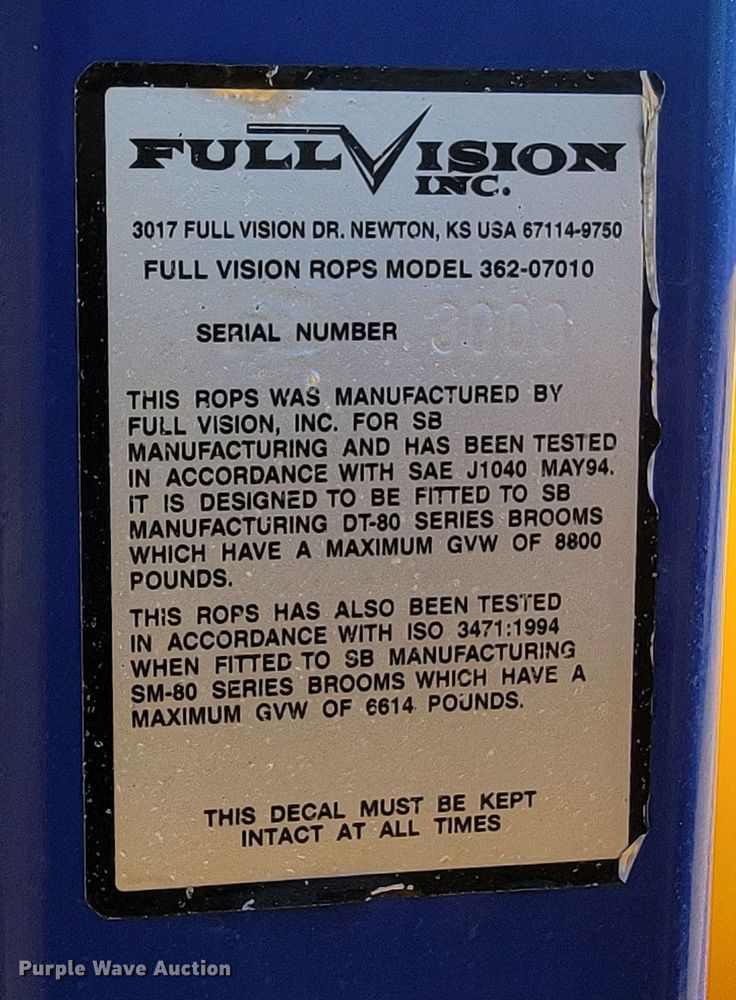 FULL VISION
INC.
3017 FULL VISION DR. NEWTON, KS USA 67114-9750
FULL VISION ROPS MODEL 362-07010
SERIAL NUMBER
THIS ROPS WAS MANUFACTURED BY
FULL VISION, INC. FOR SB
MANUFACTURING AND HAS BEEN TESTED
IN ACCORDANCE WITH SAE J1040 MAY94.
IT IS DESIGNED TO BE FITTED TO SB
MANUFACTURING DT-80 SERIES BROOMS
WHICH HAVE A MAXIMUM GVW OF 8800
POUNDS.
THIS ROPS HAS ALSO BEEN TESTED
IN ACCORDANCE WITH ISO 3471:1994
WHEN FITTED TO SB MANUFACTURING
SM-80 SERIES BROOMS WHICH HAVE A
MAXIMUM GVW OF 6614 POUNDS.
THIS DECAL MUST BE KEPT
INTACT AT ALL TIMES
Purple Wave Auction